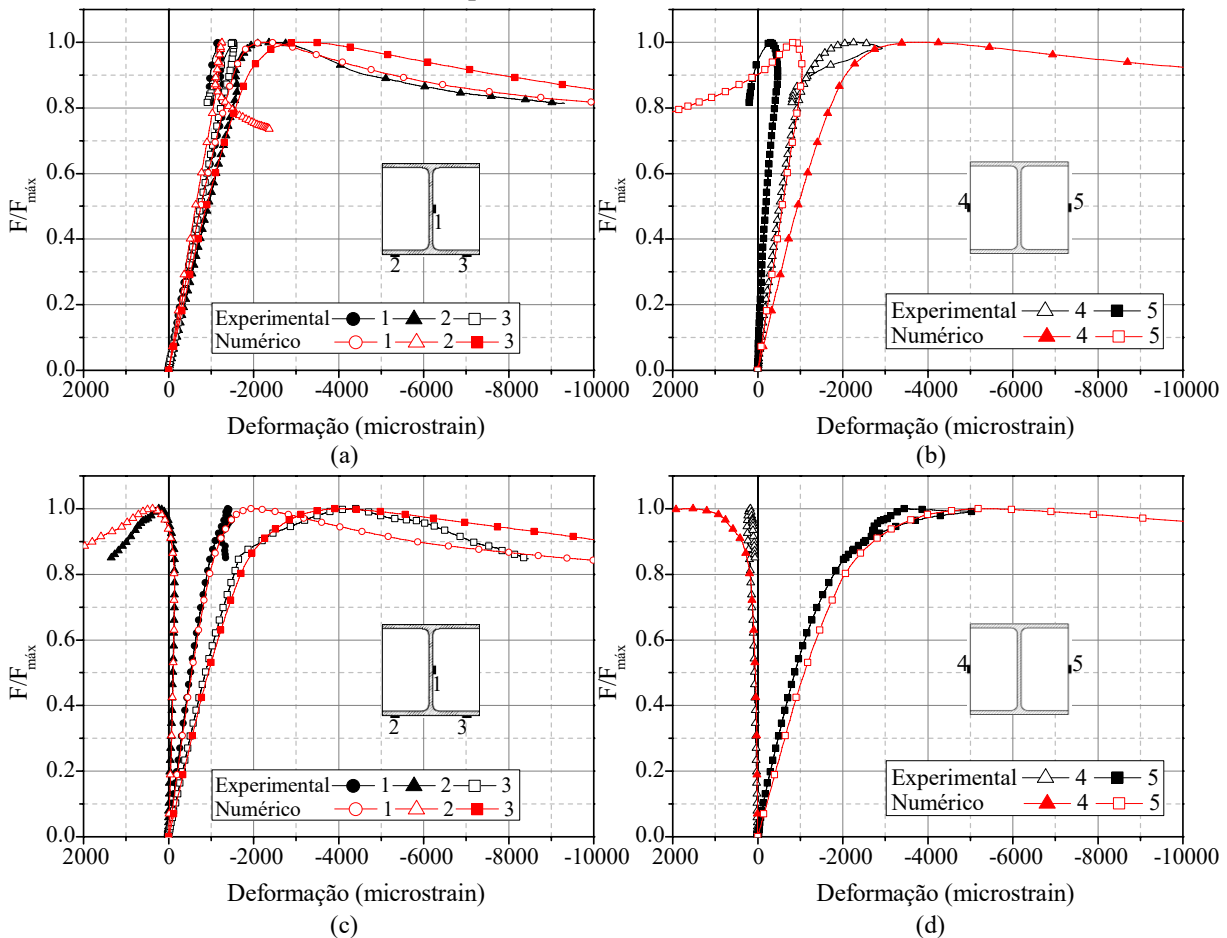 1.0
0.8
0.6
0.4
0.2
0.0
F/Fmáx
1
2
3
Experimental 1 2 3
Numérico 1 2 3
2000 0 -2000 -4000 -6000 -8000 -10000
Deformação (microstrain)
(a)
1.0
0.8
0.6
0.4
0.2
0.0
F/Fmáx
4
5
Experimental 4 5
Numérico 4 5
2000 0 -2000 -4000 -6000 -8000 -10000
Deformação (microstrain)
(b)
1.0
0.8
0.6
0.4
0.2
0.0
F/Fmáx
1
2
3
Experimental 1 2 3
Numérico 1 2 3
2000 0 -2000 -4000 -6000 -8000 -10000
Deformação (microstrain)
(c)
1.0
0.8
0.6
0.4
0.2
0.0
F/Fmáx
4
5
Experimental 4 5
Numérico 4 5
2000 0 -2000 -4000 -6000 -8000 -10000
Deformação (microstrain)
(d)